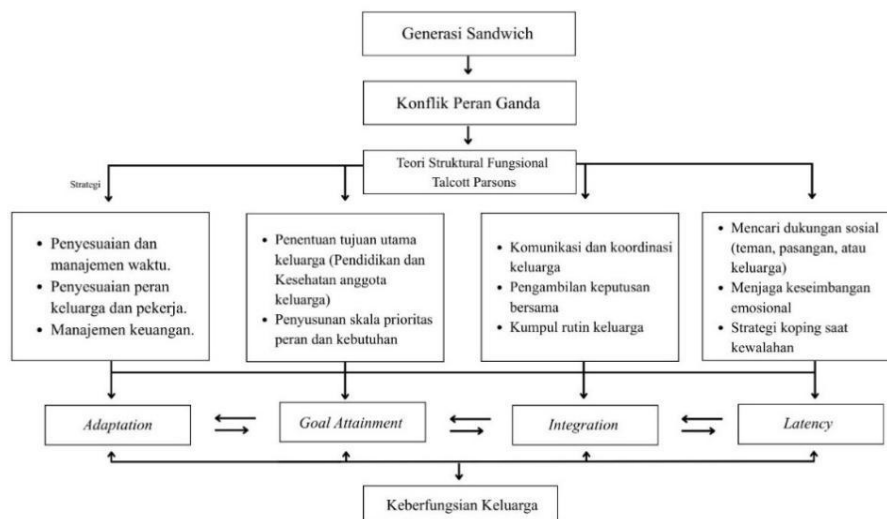 Generasi Sandwich
Konflik Peran Ganda
Teori Struktural Fungsional
Talcott Parsons
Strategi
• Penyesuaian dan
manajemen waktu.
• Penyesuaian peran
keluarga dan pekerja.
• Manajemen keuangan.
• Penentuan tujuan utama
keluarga (Pendidikan dan
Kesehatan anggota
keluarga)
• Penyusunan skala prioritas
peran dan kebutuhan
• Komunikasi dan koordinasi
keluarga
• Pengambilan keputusan
bersama
• Kumpul rutin keluarga
• Mencari dukungan sosial
(teman, pasangan, atau
keluarga)
• Menjaga keseimbangan
emosional
• Strategi koping saat
kewalahan
Adaptation
Goal Attainment
Integration
Latency
Keberfungsian Keluarga